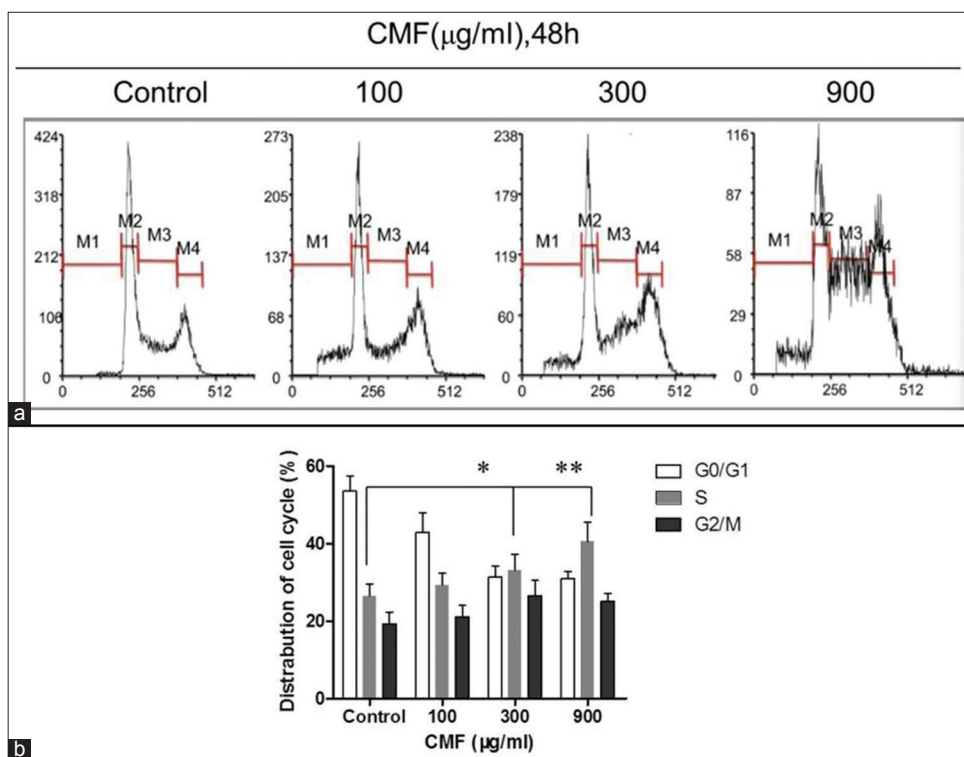 CMF(μg/ml),48h
Control 100 300 900
424 273 238 116
318 205 179 87
212 137 119 58
106 68 60 29
0 0 0 0
M1 M2 M3 M4
M1 M2 M3 M4
M1 M2 M3 M4
M1 M2 M3 M4
0 256 512
0 256 512
0 256 512
0 256 512
a
Distrabution of cell cycle (%)
60
40
20
0
* **
G0/G1
S
G2/M
Control 100 300 900
CMF (μg/ml)
b